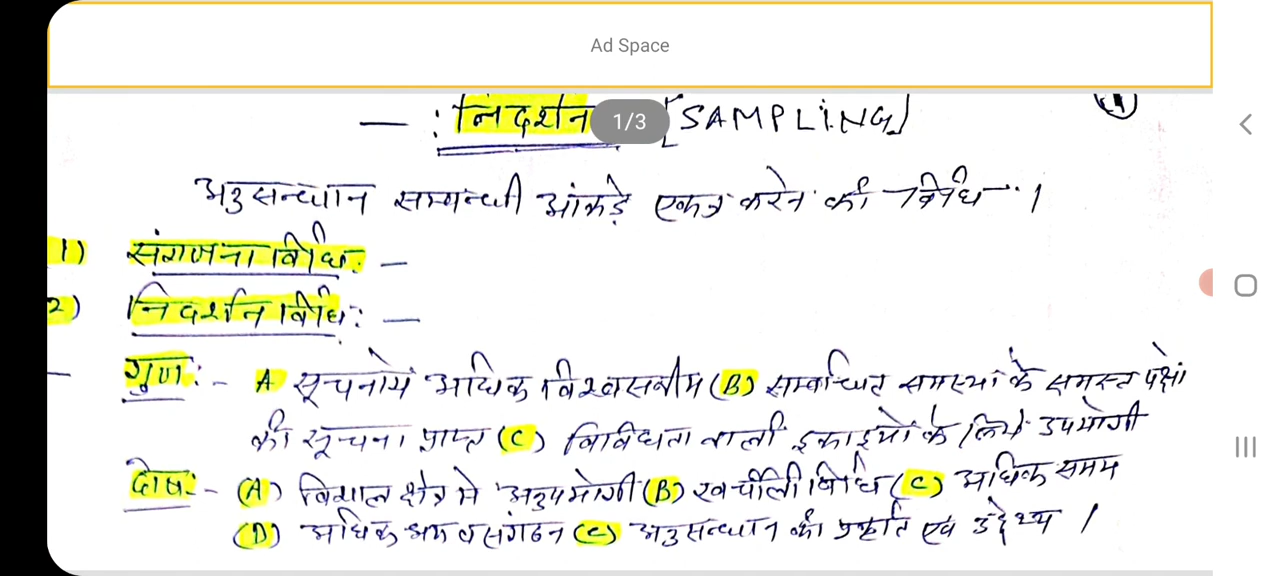 Ad Space
— : निदर्शन [SAMPLiNG]
1/3
अनुसन्धान सम्बन्धी आंकड़े एकत्र करने की विधि — ।
1) संगणना विधि: —
2) निदर्शन विधि: —
— गुण: - A सूचनायें अधिक विश्वसनीय (B) सम्बन्धित समस्या के समस्त पक्षों
की सूचना प्राप्त (C) विविधता वाली इकाइयों के लिये उपयोगी
दोष: - (A) विशाल क्षेत्र मे अनुपयोगी (B) खर्चीली विधि (C) अधिक समय
(D) अधिक श्रम व संगठन (e) अनुसन्धान की प्रकृति एवं उद्देश्य ।